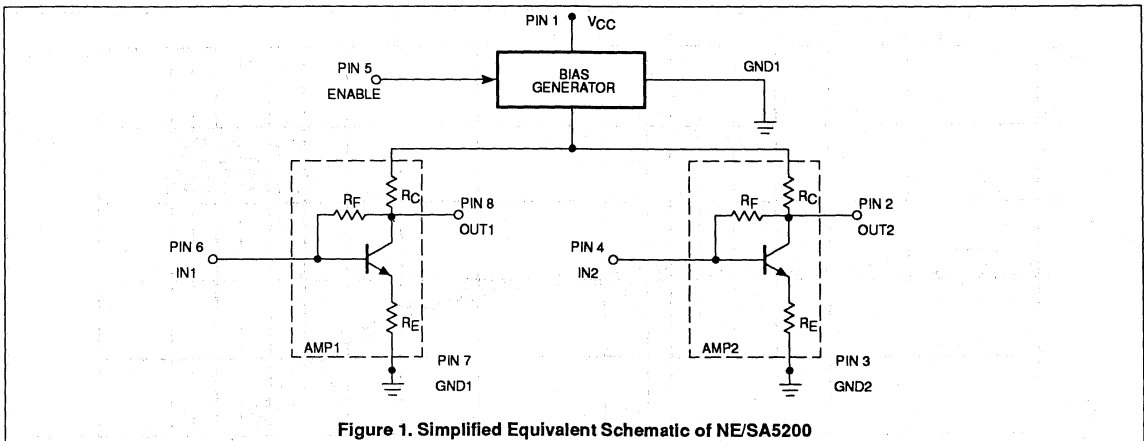 PIN 1
VCC
PIN 5
ENABLE
BIAS
GENERATOR
GND1
RF
RC
PIN 8
OUT1
PIN 6
IN1
RE
AMP1
PIN 7
GND1
RF
RC
PIN 2
OUT2
PIN 4
IN2
RE
AMP2
PIN 3
GND2
Figure 1. Simplified Equivalent Schematic of NE/SA5200